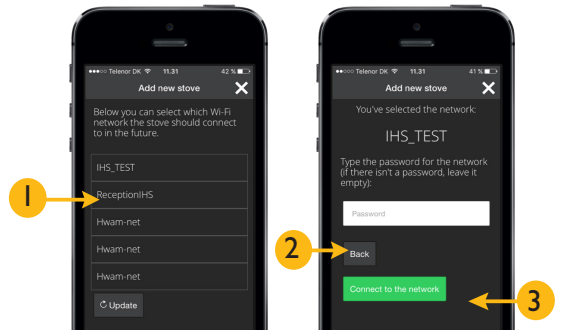 Telenor DK 11.31 42 %
Add new stove
Below you can select which Wi-Fi
network the stove should connect
to in the future.
IHS_TEST
ReceptionIHS
Hwam-net
Hwam-net
Hwam-net
Update
1
Telenor DK 11.31 41 %
Add new stove
You've selected the network:
IHS_TEST
Type the password for the network
(if there isn't a password, leave it
empty):
Password
Back
Connect to the network
2
3